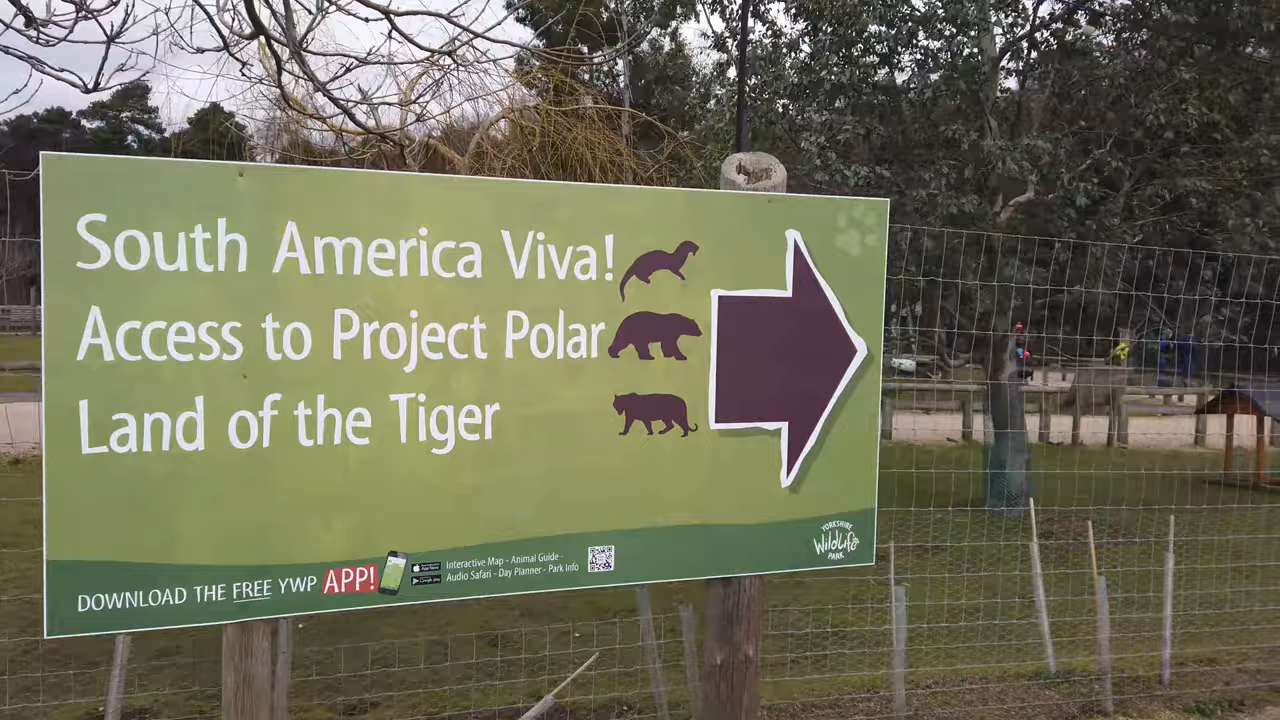 South America Viva!
Access to Project Polar
Land of the Tiger
DOWNLOAD THE FREE YWP APP!
Interactive Map - Animal Guide -
Audio Safari - Day Planner - Park Info
YORKSHIRE
WildLife
PARK